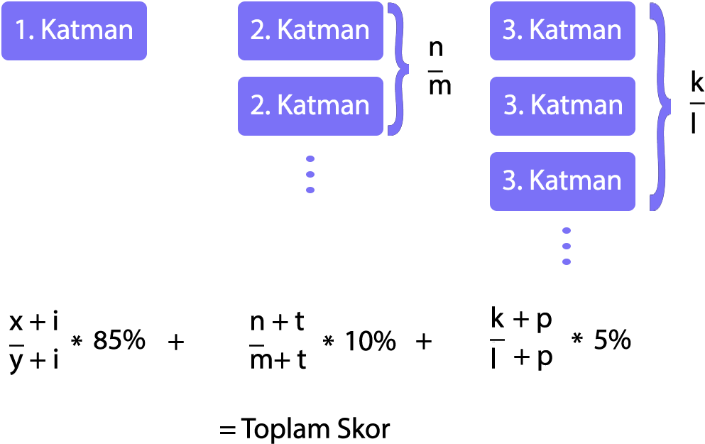 1. Katman 2. Katman 3. Katman
n
m
2. Katman 3. Katman
k
l
3. Katman
x + i
y + i
* 85% +
n + t
m+ t
* 10% +
k + p
l + p
* 5%
= Toplam Skor